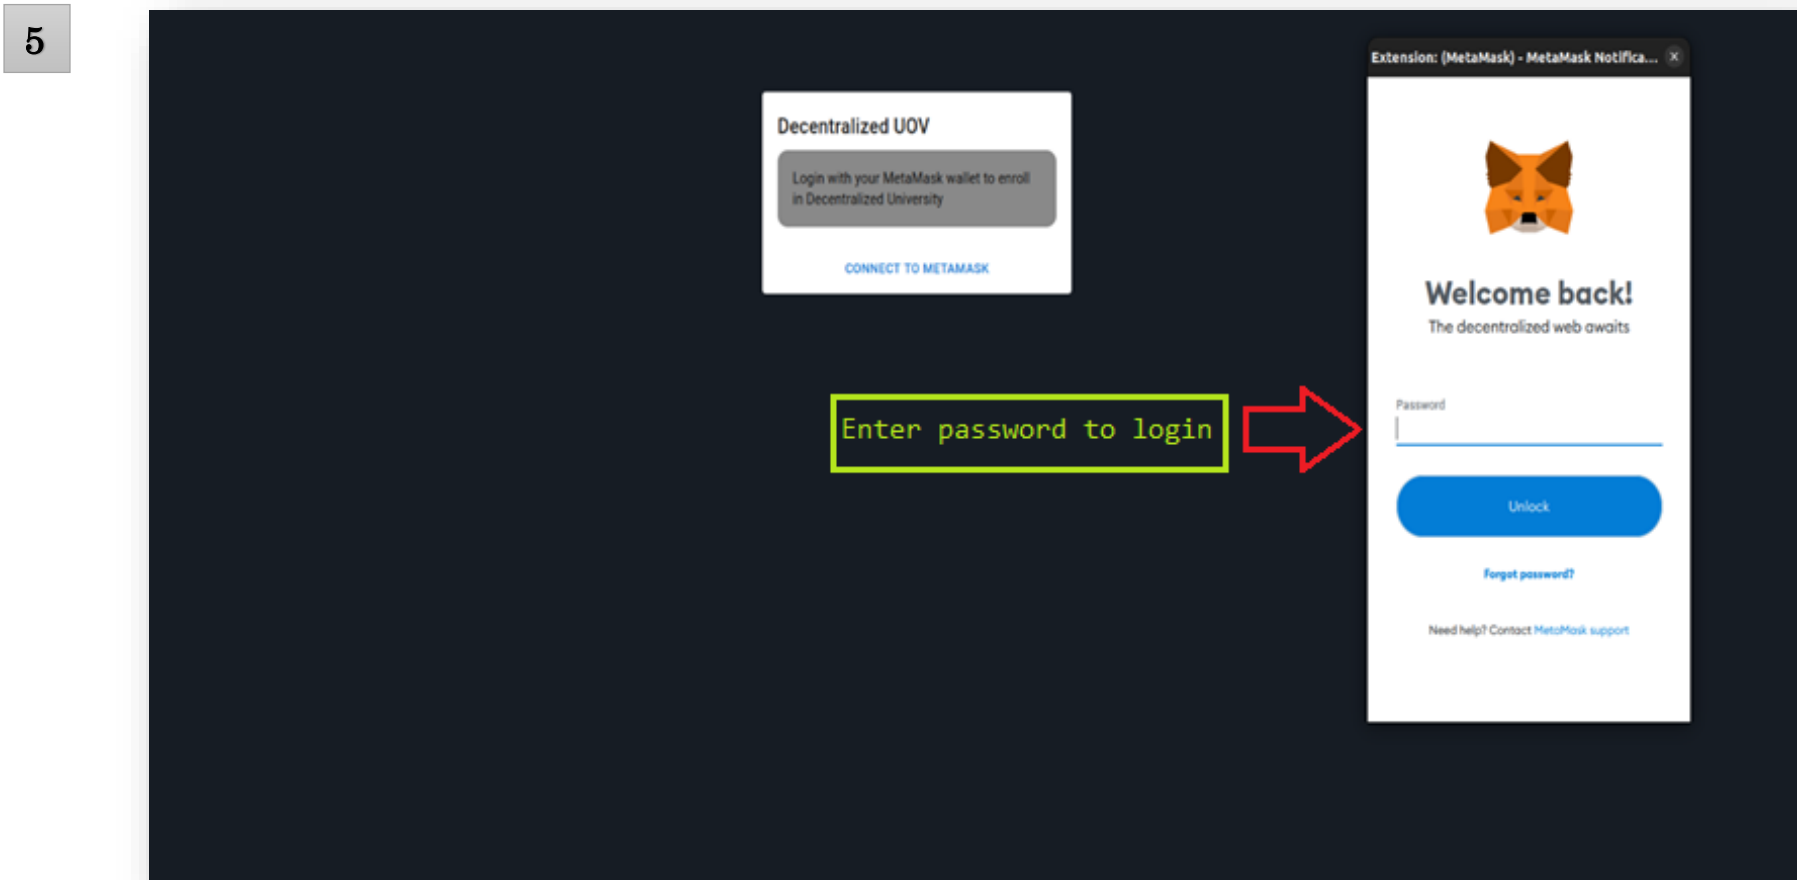 5
Extension: (MetaMask) - MetaMask Notifica... ×
Decentralized UOV
Login with your MetaMask wallet to enroll
in Decentralized University
CONNECT TO METAMASK
Welcome back!
The decentralized web awaits
Enter password to login
Password
Unlock
Forgot password?
Need help? Contact MetaMask support